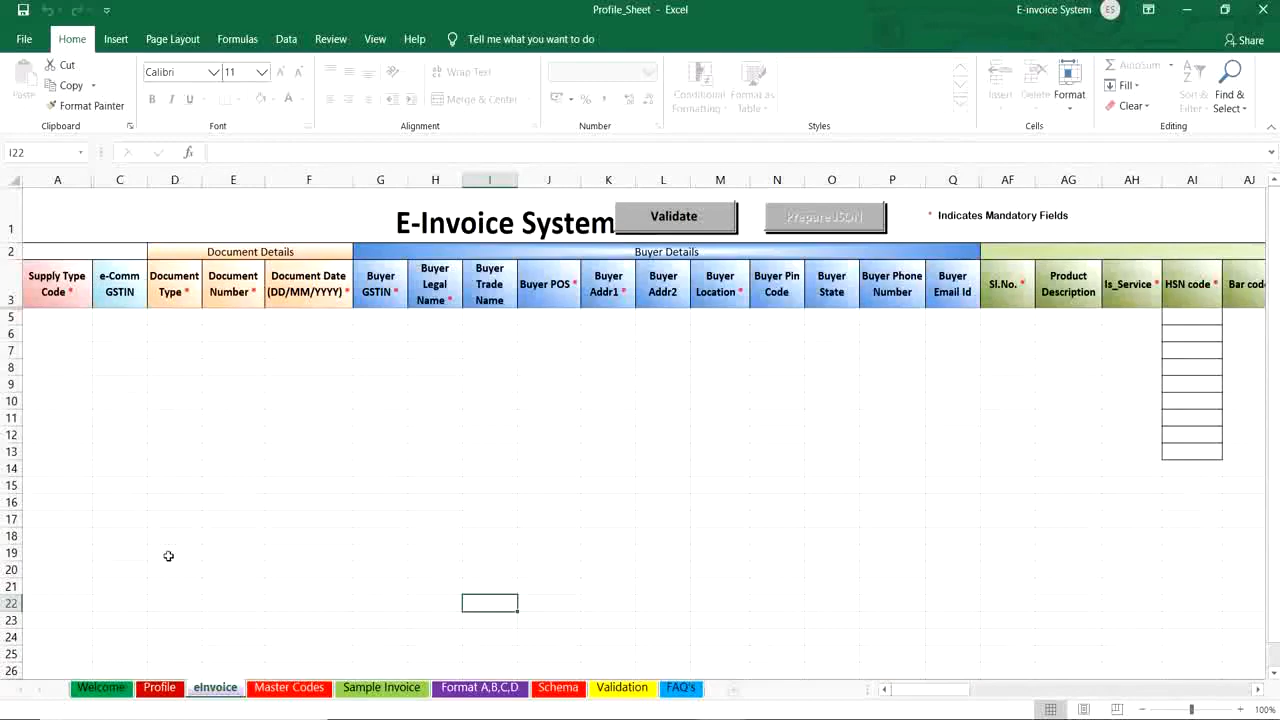 Profile_Sheet - Excel
E-invoice System ES
File Home Insert Page Layout Formulas Data Review View Help Tell me what you want to do Share
Cut
Copy
Format Painter
Paste
Clipboard
Calibri 11
B I U
Font
Wrap Text
Merge & Center
Alignment
% ,
Number
Conditional Formatting
Format as Table
Styles
Insert Delete Format
Cells
AutoSum
Fill
Clear
Sort & Filter
Find & Select
Editing
I22 fx
A C D E F G H I J K L M N O P Q AF AG AH AI AJ
1 E-Invoice System Validate Prepare JSON * Indicates Mandatory Fields
2 Document Details Buyer Details
3 Supply Type Code * e-Comm GSTIN Document Type * Document Number * Document Date (DD/MM/YYYY) * Buyer GSTIN * Buyer Legal Name * Buyer Trade Name Buyer POS * Buyer Addr1 * Buyer Addr2 Buyer Location * Buyer Pin Code Buyer State Buyer Phone Number Buyer Email Id Sl.No. * Product Description Is_Service * HSN code * Bar cod
5
6
7
8
9
10
11
12
13
14
15
16
17
18
19
20
21
22
23
24
25
26
Welcome Profile eInvoice Master Codes Sample Invoice Format A,B,C,D Schema Validation FAQ's
100%